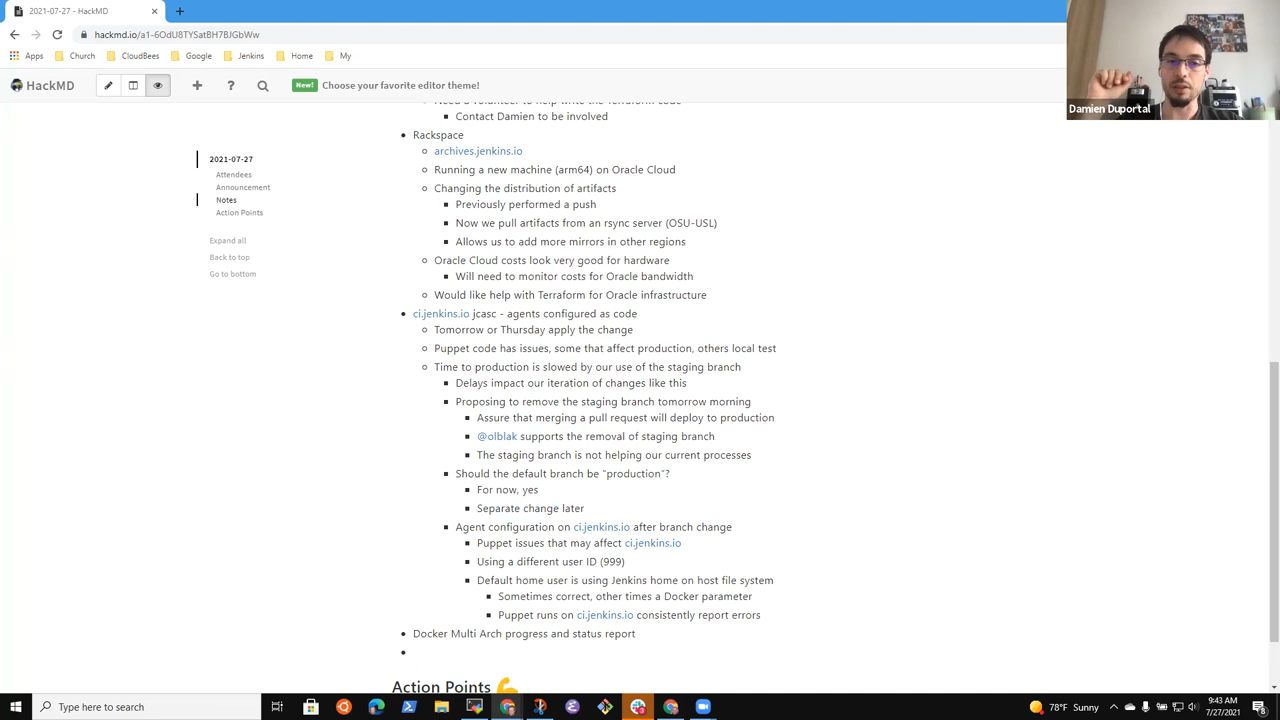 2021-07-27 - HackMD
hackmd.io/a1-6OdU8TYSatBH7BJGbWw
Apps Church CloudBees Google Jenkins Home My
HackMD New! Choose your favorite editor theme!
Damien Duportal
2021-07-27
Attendees
Announcement
Notes
Action Points
Expall all
Back to top
Go to bottom
Need a volunteer to help write the Terraform code
Contact Damien to be involved
Rackspace
archives.jenkins.io
Running a new machine (arm64) on Oracle Cloud
Changing the distribution of artifacts
Previously performed a push
Now we pull artifacts from an rsync server (OSU-USL)
Allows us to add more mirrors in other regions
Oracle Cloud costs look very good for hardware
Will need to monitor costs for Oracle bandwidth
Would like help with Terraform for Oracle infrastructure
ci.jenkins.io jcasc - agents configured as code
Tomorrow or Thursday apply the change
Puppet code has issues, some that affect production, others local test
Time to production is slowed by our use of the staging branch
Delays impact our iteration of changes like this
Proposing to remove the staging branch tomorrow morning
Assure that merging a pull request will deploy to production
@olblak supports the removal of staging branch
The staging branch is not helping our current processes
Should the default branch be "production"?
For now, yes
Separate change later
Agent configuration on ci.jenkins.io after branch change
Puppet issues that may affect ci.jenkins.io
Using a different user ID (999)
Default home user is using Jenkins home on host file system
Sometimes correct, other times a Docker parameter
Puppet runs on ci.jenkins.io consistently report errors
Docker Multi Arch progress and status report
Action Points
Type here to search
78°F Sunny
9:43 AM
7/27/2021